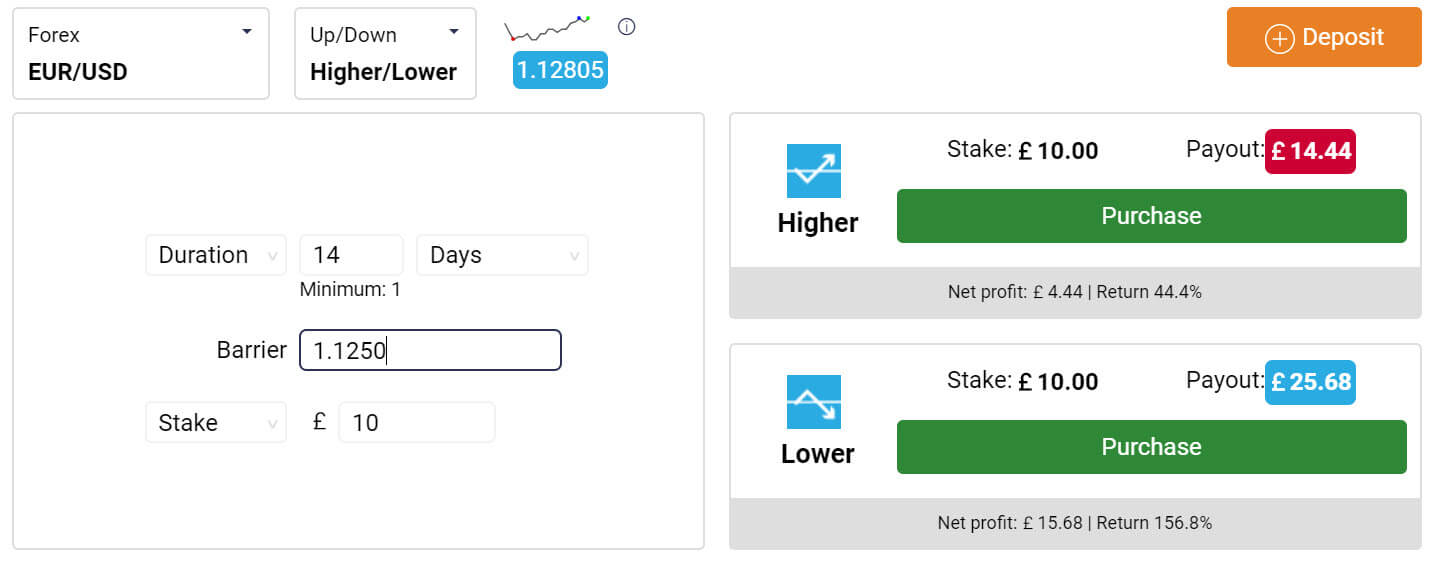 Forex
EUR/USD
Up/Down
Higher/Lower
1.12805
Deposit
Duration 14 Days
Minimum: 1
Barrier 1.1250
Stake £ 10
Higher
Stake: £ 10.00 Payout: £ 14.44
Purchase
Net profit: £ 4.44 | Return 44.4%
Lower
Stake: £ 10.00 Payout: £ 25.68
Purchase
Net profit: £ 15.68 | Return 156.8%